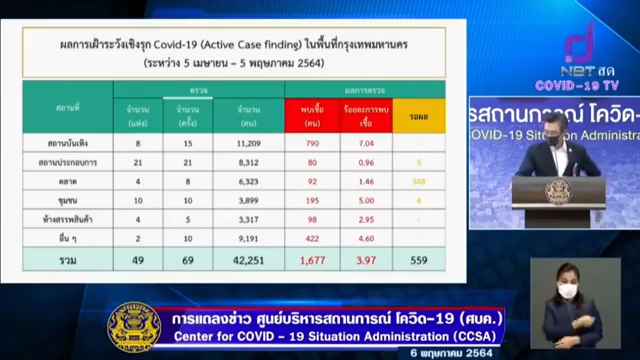 ผลการเฝ้าระวังเชิงรุก Covid-19 (Active Case finding) ในพื้นที่กรุงเทพมหานคร
(ระหว่าง 5 เมษายน – 5 พฤษภาคม 2564)
สถานที่ ตรวจ ผลการตรวจ
จำนวน (แห่ง) จำนวน (ครั้ง) จำนวน (คน) พบเชื้อ (คน) ร้อยละการพบเชื้อ รอผล
สถานบันเทิง 8 15 11,209 790 7.04 -
สถานประกอบการ 21 21 8,312 80 0.96 5
ตลาด 4 8 6,323 92 1.46 548
ชุมชน 10 10 3,899 195 5.00 4
ห้างสรรพสินค้า 4 5 3,317 98 2.95 -
อื่น ๆ 2 10 9,191 422 4.60 -
รวม 49 69 42,251 1,677 3.97 559
NBT สด
COVID-19 TV
รสถานการณ์ โควิด-
COVID-19 Situation Administra
การแถลงข่าว ศูนย์บริหารสถานการณ์ โควิด-19 (ศบค.)
Center for COVID - 19 Situation Administration (CCSA)
6 พฤษภาคม 2564